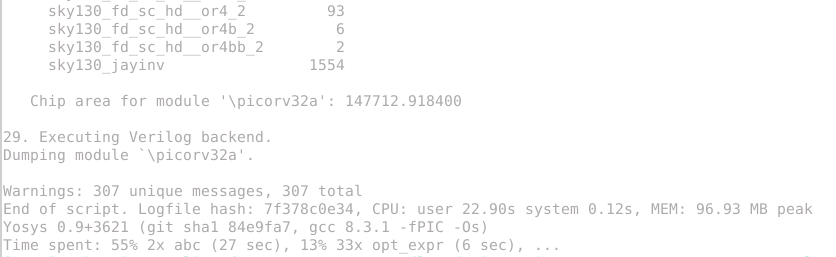 sky130_fd_sc_hd__or4_2 93
sky130_fd_sc_hd__or4b_2 6
sky130_fd_sc_hd__or4bb_2 2
sky130_jayinv 1554
Chip area for module '\picorv32a': 147712.918400
29. Executing Verilog backend.
Dumping module `\picorv32a'.
Warnings: 307 unique messages, 307 total
End of script. Logfile hash: 7f378c0e34, CPU: user 22.90s system 0.12s, MEM: 96.93 MB peak
Yosys 0.9+3621 (git sha1 84e9fa7, gcc 8.3.1 -fPIC -Os)
Time spent: 55% 2x abc (27 sec), 13% 33x opt_expr (6 sec), ...